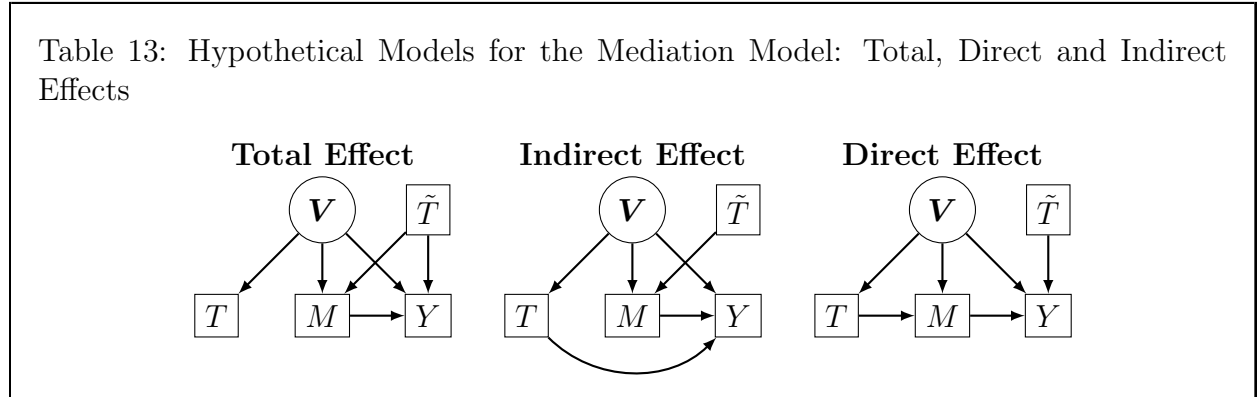 Table 13: Hypothetical Models for the Mediation Model: Total, Direct and Indirect
Effects
Total Effect Indirect Effect Direct Effect
V T̃ V T̃ V T̃
T M Y T M Y T M Y